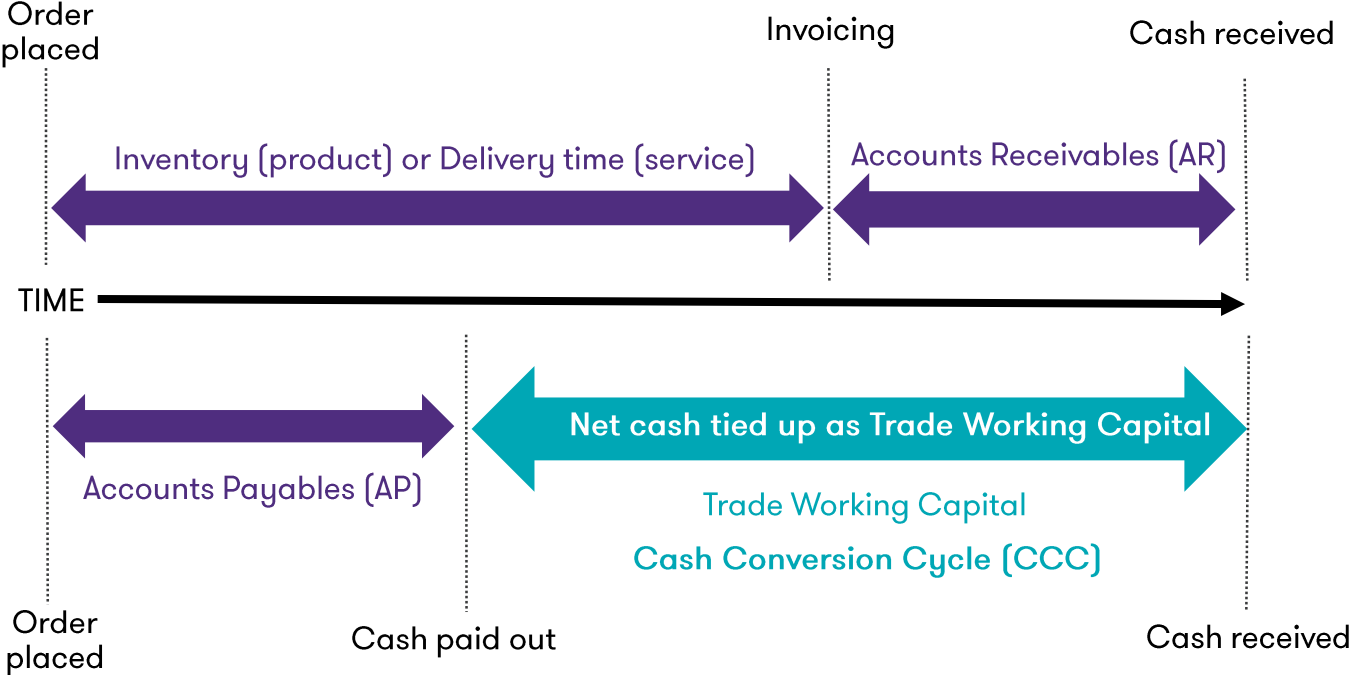 Order
placed
Invoicing
Cash received
Inventory (product) or Delivery time (service)
Accounts Receivables (AR)
TIME
Net cash tied up as Trade Working Capital
Accounts Payables (AP)
Trade Working Capital
Cash Conversion Cycle (CCC)
Order
placed
Cash paid out
Cash received